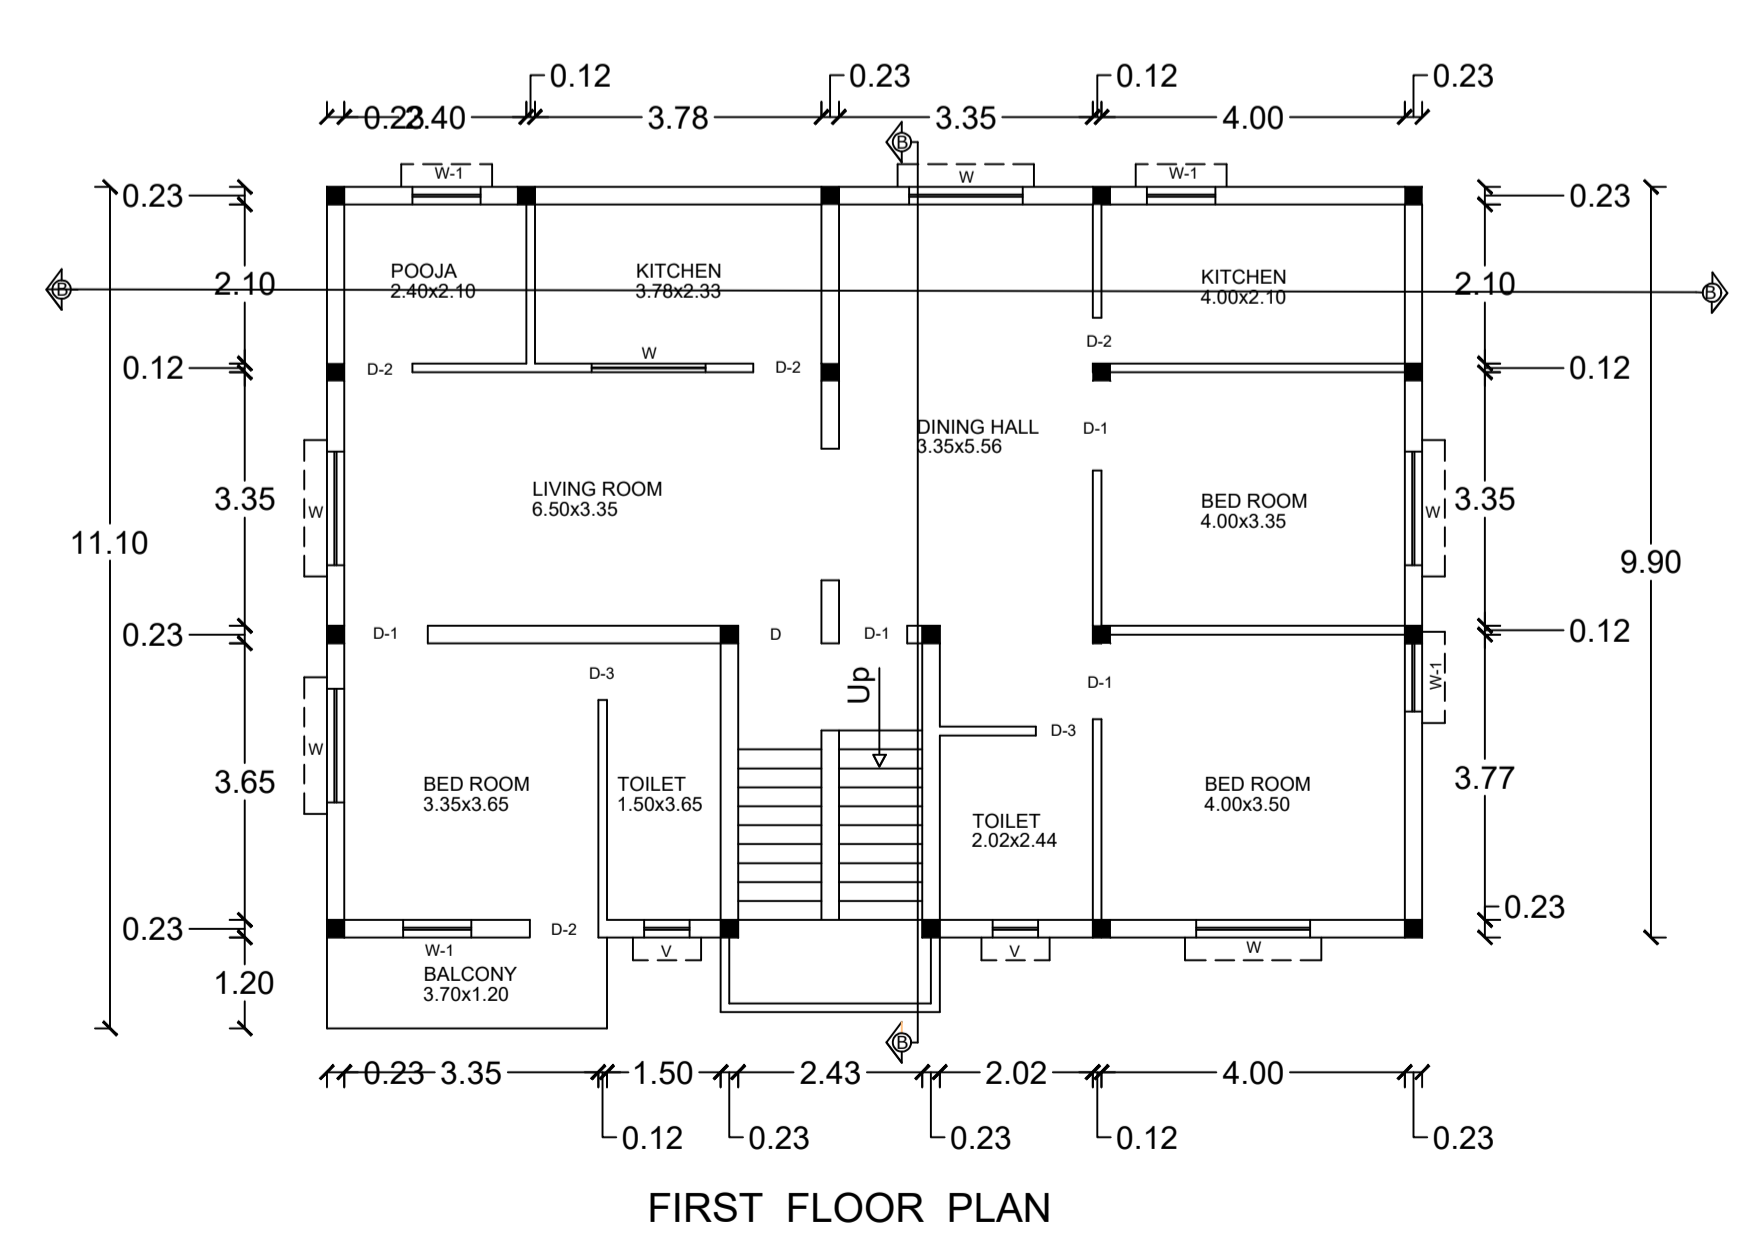 0.12
0.23
0.12
0.23
0.23
2.40
3.78
3.35
4.00
B
W-1
W
W-1
0.23
0.23
POOJA
2.40x2.10
KITCHEN
3.78x2.33
KITCHEN
4.00x2.10
2.10
2.10
B
B
D-2
W
D-2
D-2
0.12
0.12
DINING HALL
3.35x5.56
D-1
LIVING ROOM
6.50x3.35
BED ROOM
4.00x3.35
3.35
W
W
3.35
11.10
9.90
0.23
D-1
D
D-1
0.12
D-3
Up
D-1
W-1
W
D-3
3.65
BED ROOM
3.35x3.65
TOILET
1.50x3.65
TOILET
2.02x2.44
BED ROOM
4.00x3.50
3.77
0.23
0.23
D-2
W-1
V
V
W
BALCONY
3.70x1.20
1.20
B
0.23
3.35
1.50
2.43
2.02
4.00
0.12
0.23
0.23
0.12
0.23
FIRST FLOOR PLAN